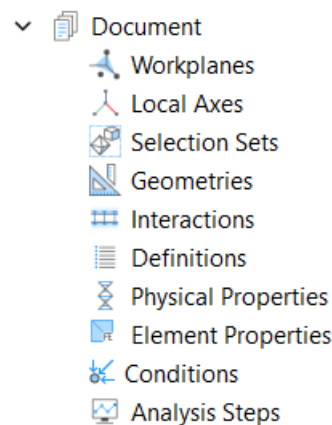 Document
Workplanes
Local Axes
Selection Sets
Geometries
Interactions
Definitions
Physical Properties
Element Properties
Conditions
Analysis Steps